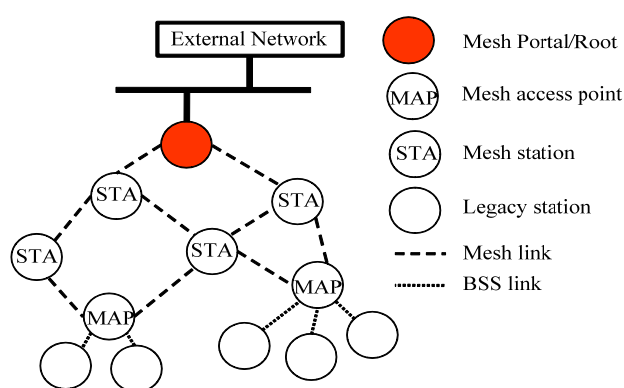 External Network
Mesh Portal/Root
MAP
Mesh access point
STA
Mesh station
Legacy station
Mesh link
BSS link
STA
STA
STA
STA
MAP
MAP